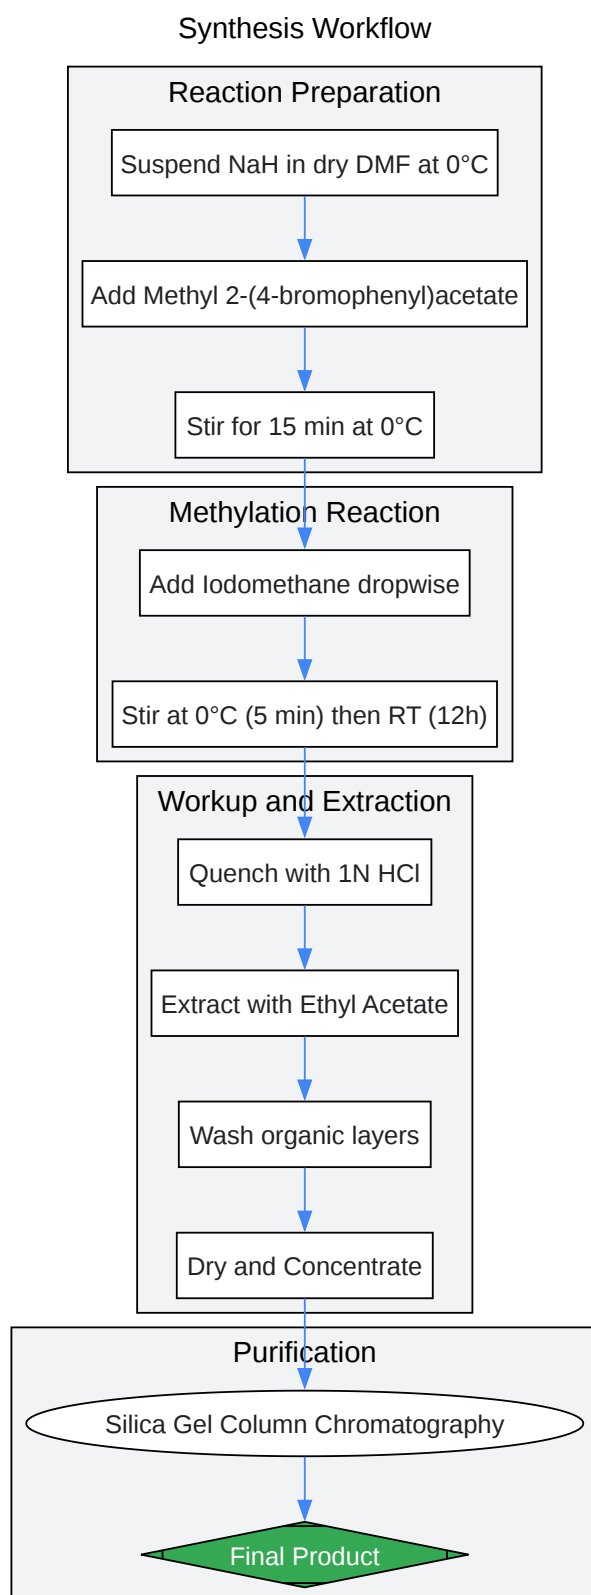 Synthesis Workflow
Reaction Preparation
Suspend NaH in dry DMF at 0°C
Add Methyl 2-(4-bromophenyl)acetate
Stir for 15 min at 0°C
Methylation Reaction
Add Iodomethane dropwise
Stir at 0°C (5 min) then RT (12h)
Workup and Extraction
Quench with 1N HCl
Extract with Ethyl Acetate
Wash organic layers
Dry and Concentrate
Purification
Silica Gel Column Chromatography
Final Product